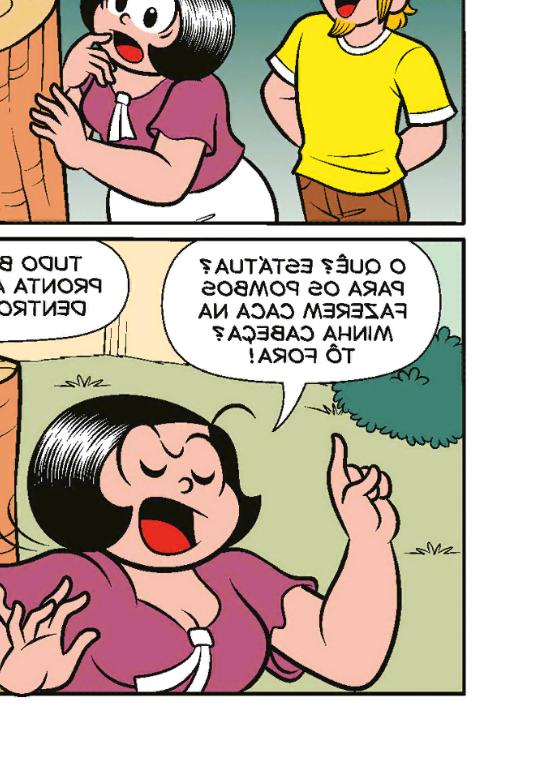 O QUÊ? ESTÁTUA?
PARA OS POMBOS
FAZEREM CACA NA
MINHA CABEÇA?
TÔ FORA!
TUDO
PRONTA
DENTRO